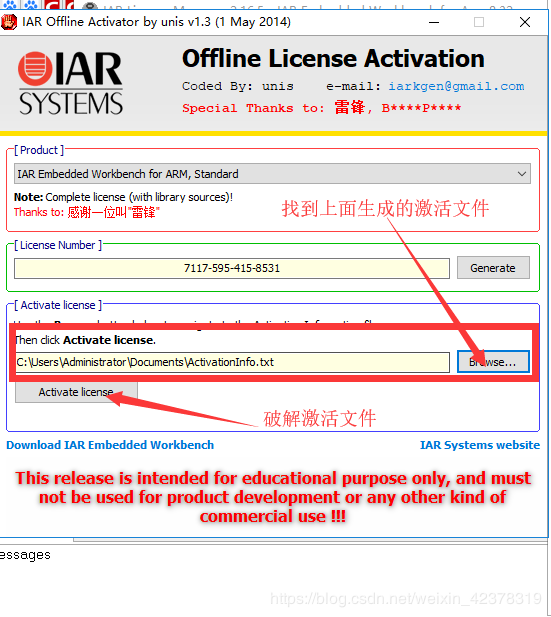 IAR Offline Activator by unis v1.3 (1 May 2014)
IAR
SYSTEMS
Offline License Activation
Coded By: unis e-mail: iarkgen@gmail.com
Special Thanks to: 雷锋, B****P****
[ Product ]
IAR Embedded Workbench for ARM, Standard
Note: Complete license (with library sources)!
Thanks to: 感谢一位叫"雷锋"
找到上面生成的激活文件
[ License Number ]
7117-595-415-8531
Generate
[ Activate license ]
Then click Activate license.
C:\Users\Administrator\Documents\ActivationInfo.txt
Browse...
Activate license
破解激活文件
Download IAR Embedded Workbench
IAR Systems website
This release is intended for educational purpose only, and must
not be used for product development or any other kind of
commercial use !!!
essages
https://blog.csdn.net/weixin_42378319